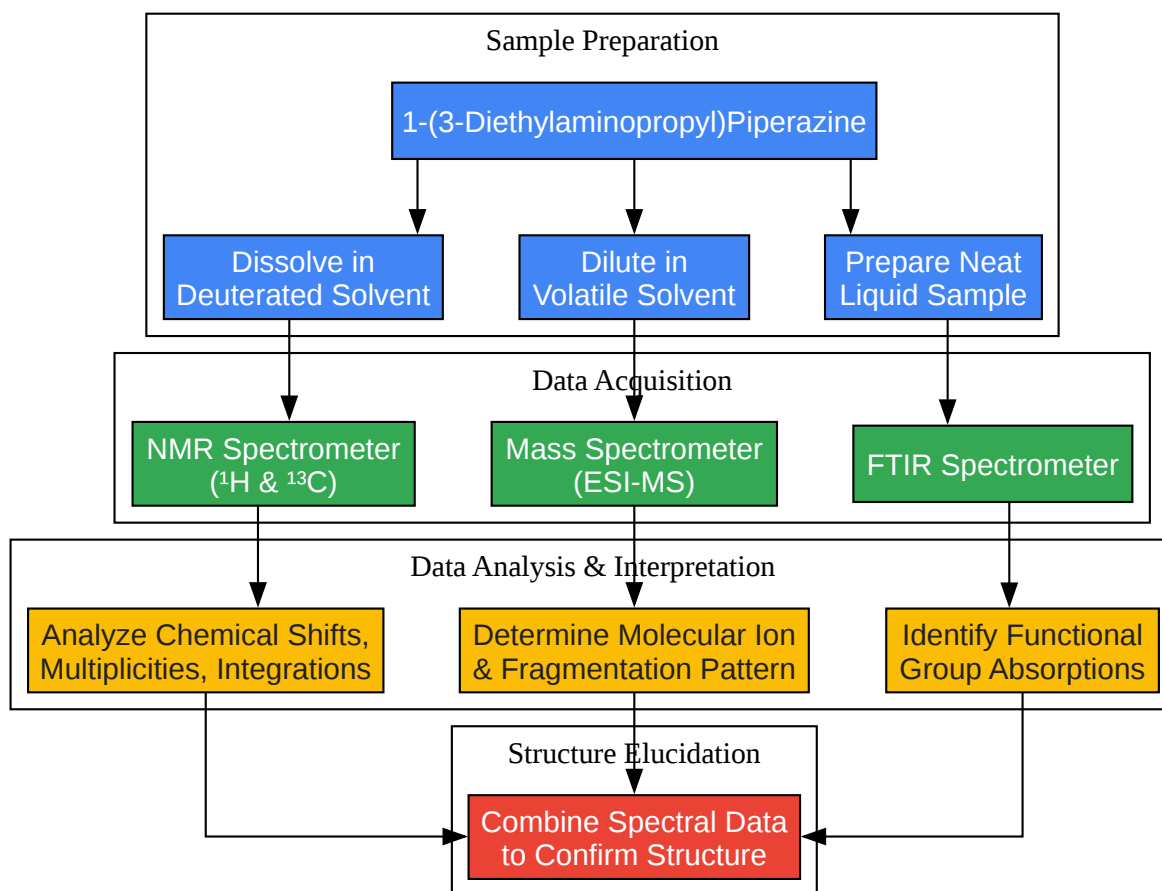 Sample Preparation
1-(3-Diethylaminopropyl)Piperazine
Dissolve in
Deuterated Solvent
Dilute in
Volatile Solvent
Prepare Neat
Liquid Sample
Data Acquisition
NMR Spectrometer
(¹H & ¹³C)
Mass Spectrometer
(ESI-MS)
FTIR Spectrometer
Data Analysis & Interpretation
Analyze Chemical Shifts,
Multiplicities, Integrations
Determine Molecular Ion
& Fragmentation Pattern
Identify Functional
Group Absorptions
Structure Elucidation
Combine Spectral Data
to Confirm Structure